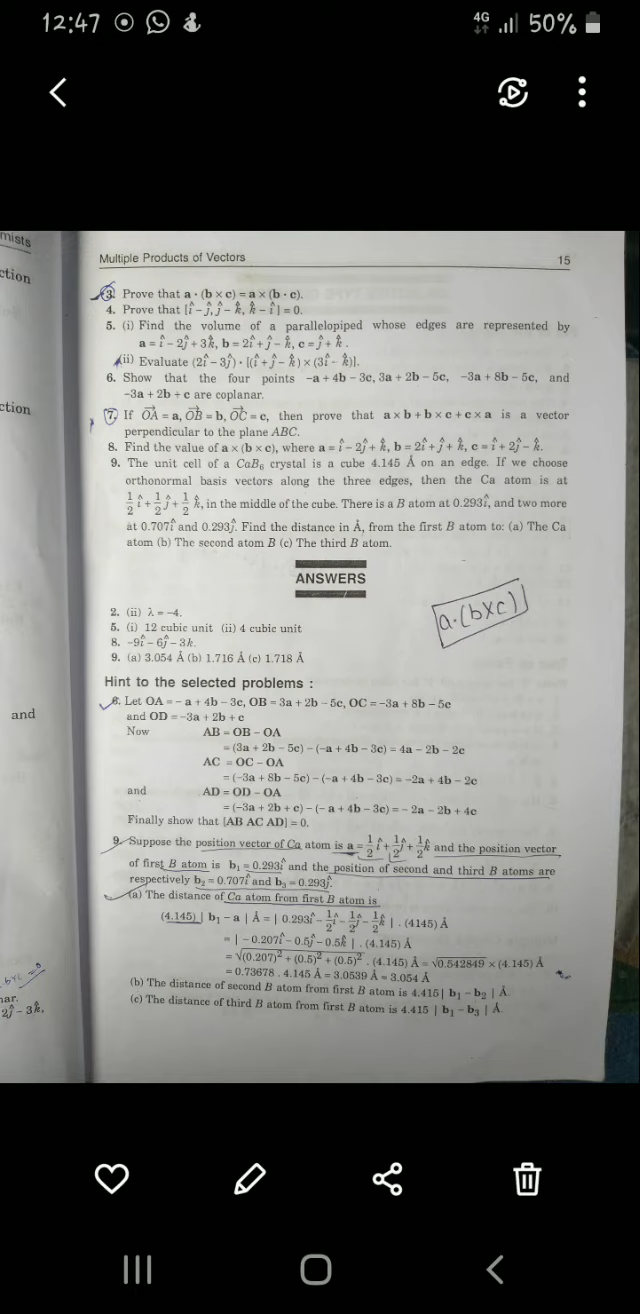 12:47
4G
50%
mists
ction
ction
and
mar.
2ĵ – 3k̂,
Multiple Products of Vectors 15
3. Prove that a · (b × c) = a × (b · c).
4. Prove that [î – ĵ, ĵ – k̂, k̂ – î] = 0.
5. (i) Find the volume of a parallelopiped whose edges are represented by
a = î – 2ĵ + 3k̂, b = 2î + ĵ – k̂, c = ĵ + k̂.
(ii) Evaluate (2î – 3ĵ) · [(î + ĵ – k̂) × (3î – k̂)].
6. Show that the four points –a + 4b – 3c, 3a + 2b – 5c, –3a + 8b – 5c, and
–3a + 2b + c are coplanar.
7. If OA→ = a, OB→ = b, OC→ = c, then prove that a × b + b × c + c × a is a vector
perpendicular to the plane ABC.
8. Find the value of a × (b × c), where a = î – 2ĵ + k̂, b = 2î + ĵ + k̂, c = î + 2ĵ – k̂.
9. The unit cell of a CaB₆ crystal is a cube 4.145 Å on an edge. If we choose
orthonormal basis vectors along the three edges, then the Ca atom is at
1/2 î + 1/2 ĵ + 1/2 k̂, in the middle of the cube. There is a B atom at 0.293î, and two more
at 0.707î and 0.293ĵ. Find the distance in Å, from the first B atom to: (a) The Ca
atom (b) The second atom B (c) The third B atom.
ANSWERS
a.(b×c)
2. (ii) λ = –4.
5. (i) 12 cubic unit (ii) 4 cubic unit
8. –9î – 6ĵ – 3k.
9. (a) 3.054 Å (b) 1.716 Å (c) 1.718 Å
Hint to the selected problems :
6. Let OA = – a + 4b – 3c, OB = 3a + 2b – 5c, OC = –3a + 8b – 5c
and OD = –3a + 2b + c
Now AB = OB – OA
= (3a + 2b – 5c) – (–a + 4b – 3c) = 4a – 2b – 2c
AC = OC – OA
= (–3a + 8b – 5c) – (–a + 4b – 3c) = –2a + 4b – 2c
and AD = OD – OA
= (–3a + 2b + c) – (– a + 4b – 3c) = – 2a – 2b + 4c
Finally show that [AB AC AD] = 0.
9. Suppose the position vector of Ca atom is a = 1/2 î + 1/2 ĵ + 1/2 k̂ and the position vector
of first B atom is b₁ = 0.293î and the position of second and third B atoms are
respectively b₂ = 0.707î and b₃ = 0.293ĵ.
(a) The distance of Ca atom from first B atom is
(4.145) | b₁ – a | Å = | 0.293î – 1/2 î – 1/2 ĵ – 1/2 k̂ | . (4145) Å
= | – 0.207î – 0.5ĵ – 0.5k̂ | . (4.145) Å
= √(0.207)² + (0.5)² + (0.5)² . (4.145) Å = √0.542849 × (4.145) Å
= 0.73678 . 4.145 Å = 3.0539 Å = 3.054 Å
(b) The distance of second B atom from first B atom is 4.415 | b₁ – b₂ | Å.
(c) The distance of third B atom from first B atom is 4.415 | b₁ – b₃ | Å.